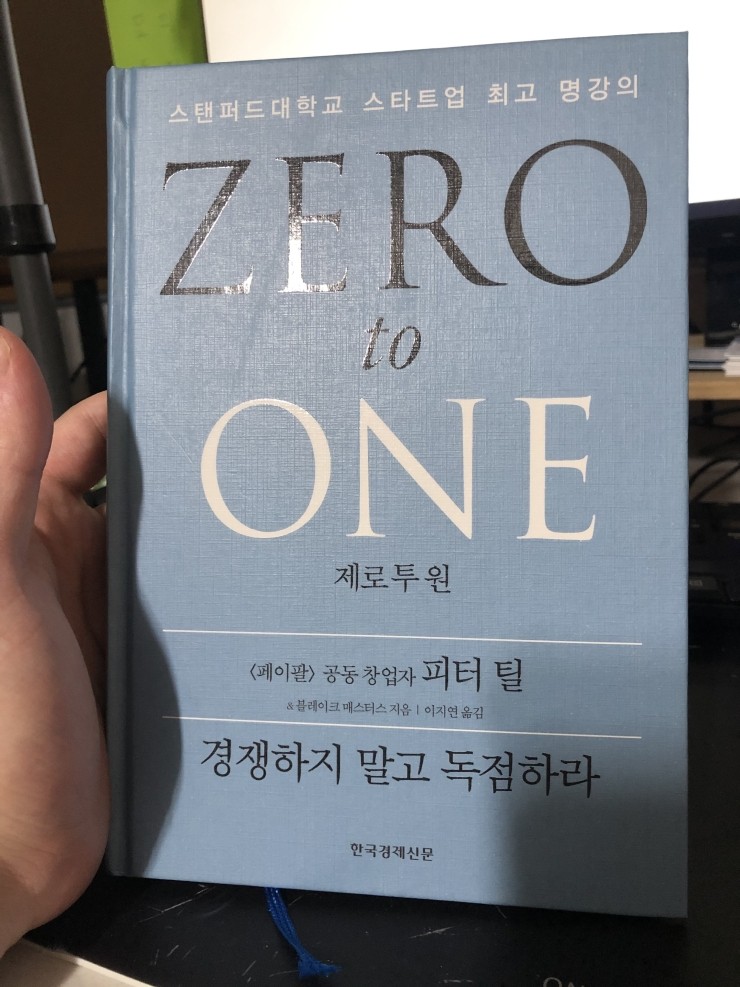 스탠퍼드대학교 스타트업 최고 명강의
ZERO
to
ONE
제로 투 원
〈페이팔〉 공동 창업자 피터 틸
& 블레이크 매스터스 지음 | 이지연 옮김
경쟁하지 말고 독점하라
한국경제신문